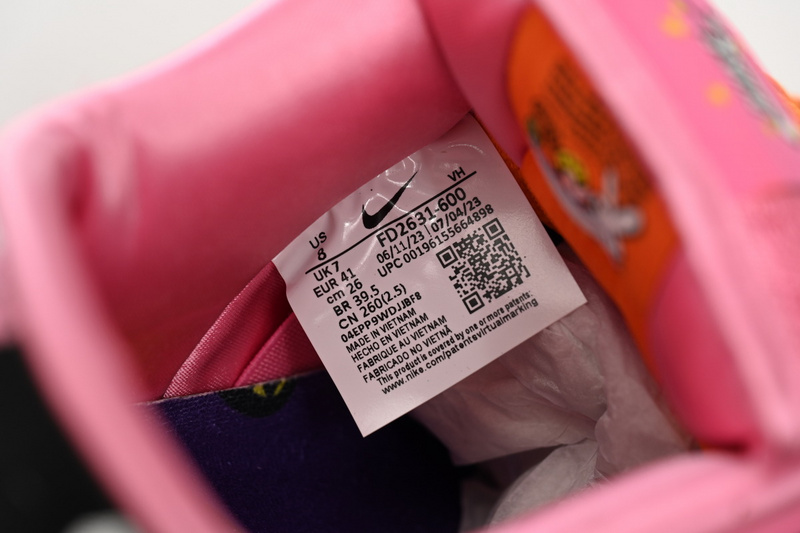 VH
US
8
FD2631-600
UK 7
06/11/23 07/04/23
EUR 41
UPC 00196155664898
cm 26
BR 39.5
CN 260(2.5)
04EPP9WDJJBF8
MADE IN VIETNAM
HECHO EN VIETNAM
FABRIQUE AU VIETNAM
FABRICADO NO VIETNÃ
This product is covered by one or more patents:
www.nike.com/patentsvirtualmarking